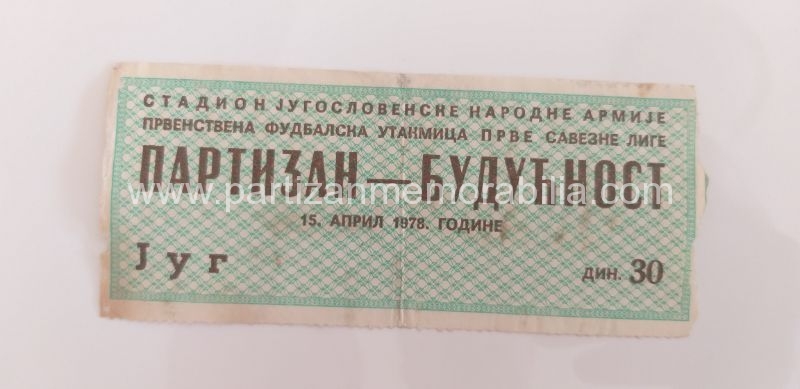 СТАДИОН ЈУГОСЛОВЕНСКЕ НАРОДНЕ АРМИЈЕ
ПРВЕНСТВЕНА ФУДБАЛСКА УТАКМИЦА ПРВЕ САВЕЗНЕ ЛИГЕ
ПАРТИЗАН—БУДУЋНОСТ
www.partizanmemorabilia.com
15. АПРИЛ 1978. ГОДИНЕ
Југ
ДИН. 30